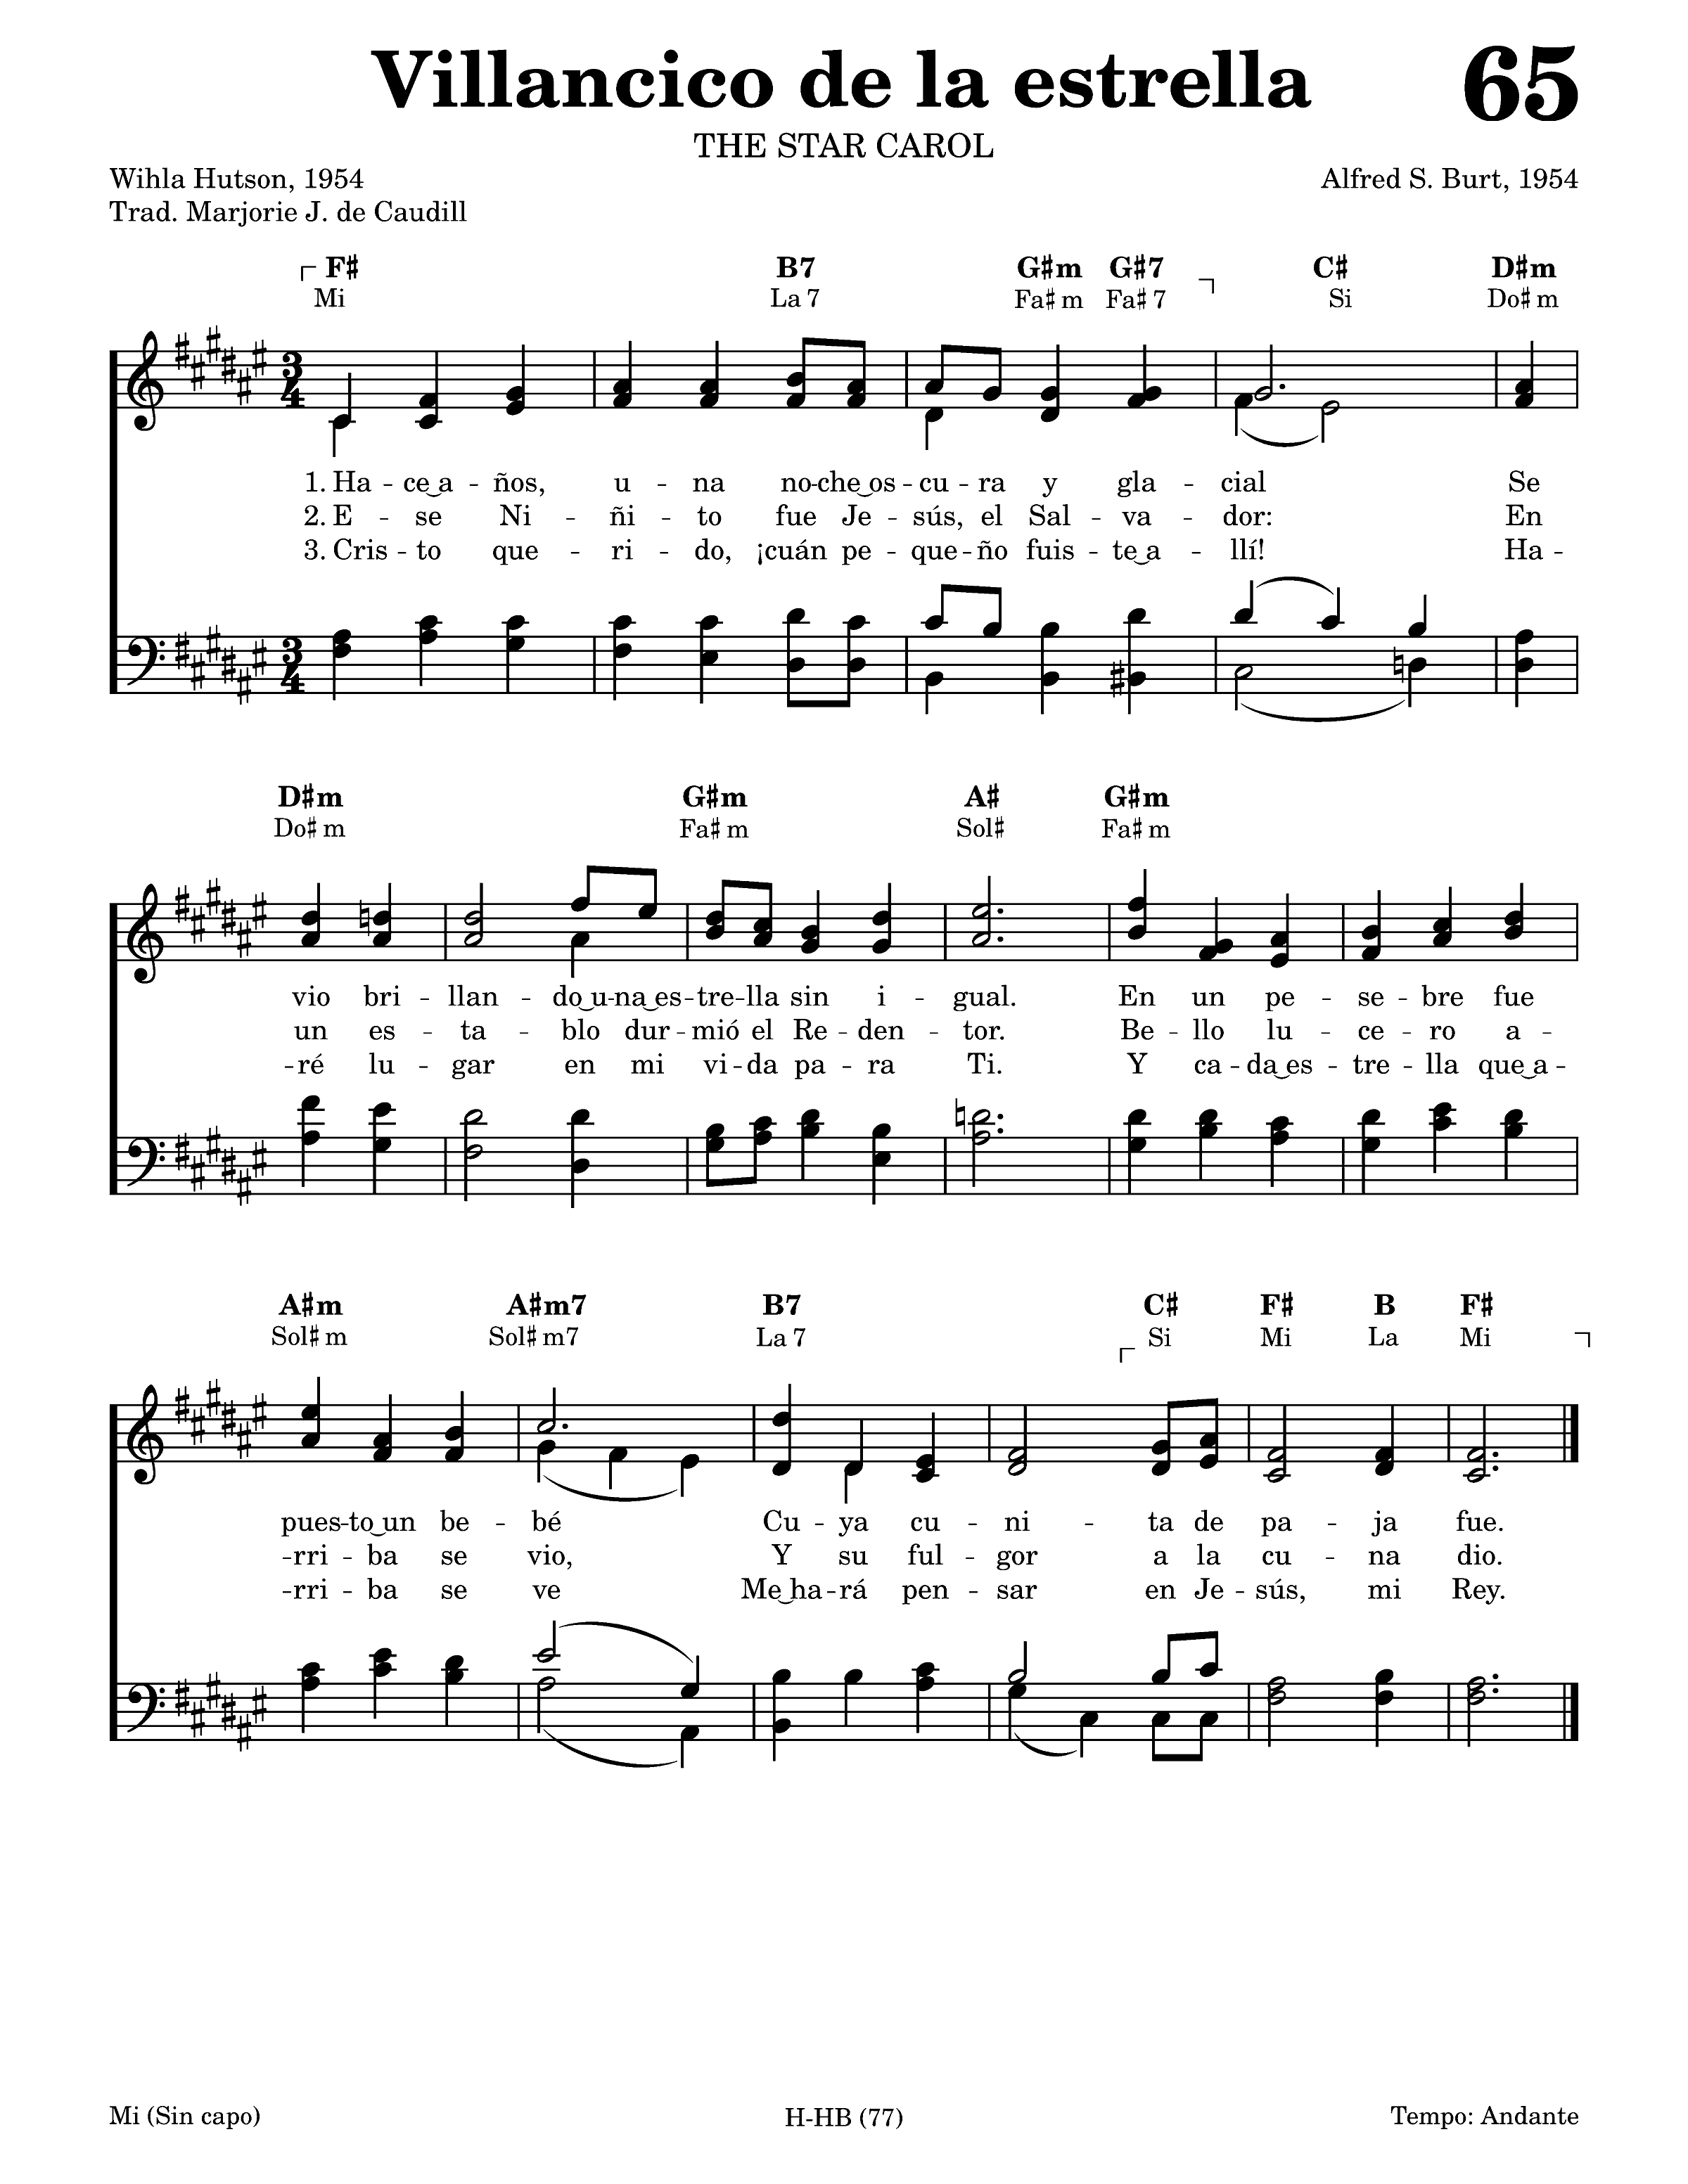 Villancico de la estrella 65
THE STAR CAROL
Wihla Hutson, 1954 Alfred S. Burt, 1954
Trad. Marjorie J. de Caudill
F♯ B7 G♯m G♯7 C♯ D♯m
Mi La 7 Fa♯ m Fa♯ 7 Si Do♯ m
3 4
1. Ha - ce‿a - ños, u - na no - che‿os - cu - ra y gla - cial Se
2. E - se Ni - ñi - to fue Je - sús, el Sal - va - dor: En
3. Cris - to que - ri - do, ¡cuán pe - que - ño fuis - te‿a - llí! Ha -
3 4
D♯m G♯m A♯ G♯m
Do♯ m Fa♯ m Sol♯ Fa♯ m
vio bri - llan - do‿u - na‿es - tre - lla sin i - gual. En un pe - se - bre fue
un es - ta - blo dur - mió el Re - den - tor. Be - llo lu - ce - ro a -
- ré lu - gar en mi vi - da pa - ra Ti. Y ca - da‿es - tre - lla que‿a -
A♯m A♯m7 B7 C♯ F♯ B F♯
Sol♯ m Sol♯ m7 La 7 Si Mi La Mi
pues - to‿un be - bé Cu - ya cu - ni - ta de pa - ja fue.
- rri - ba se vio, Y su ful - gor a la cu - na dio.
- rri - ba se ve Me‿ha - rá pen - sar en Je - sús, mi Rey.
Mi (Sin capo) H-HB (77) Tempo: Andante